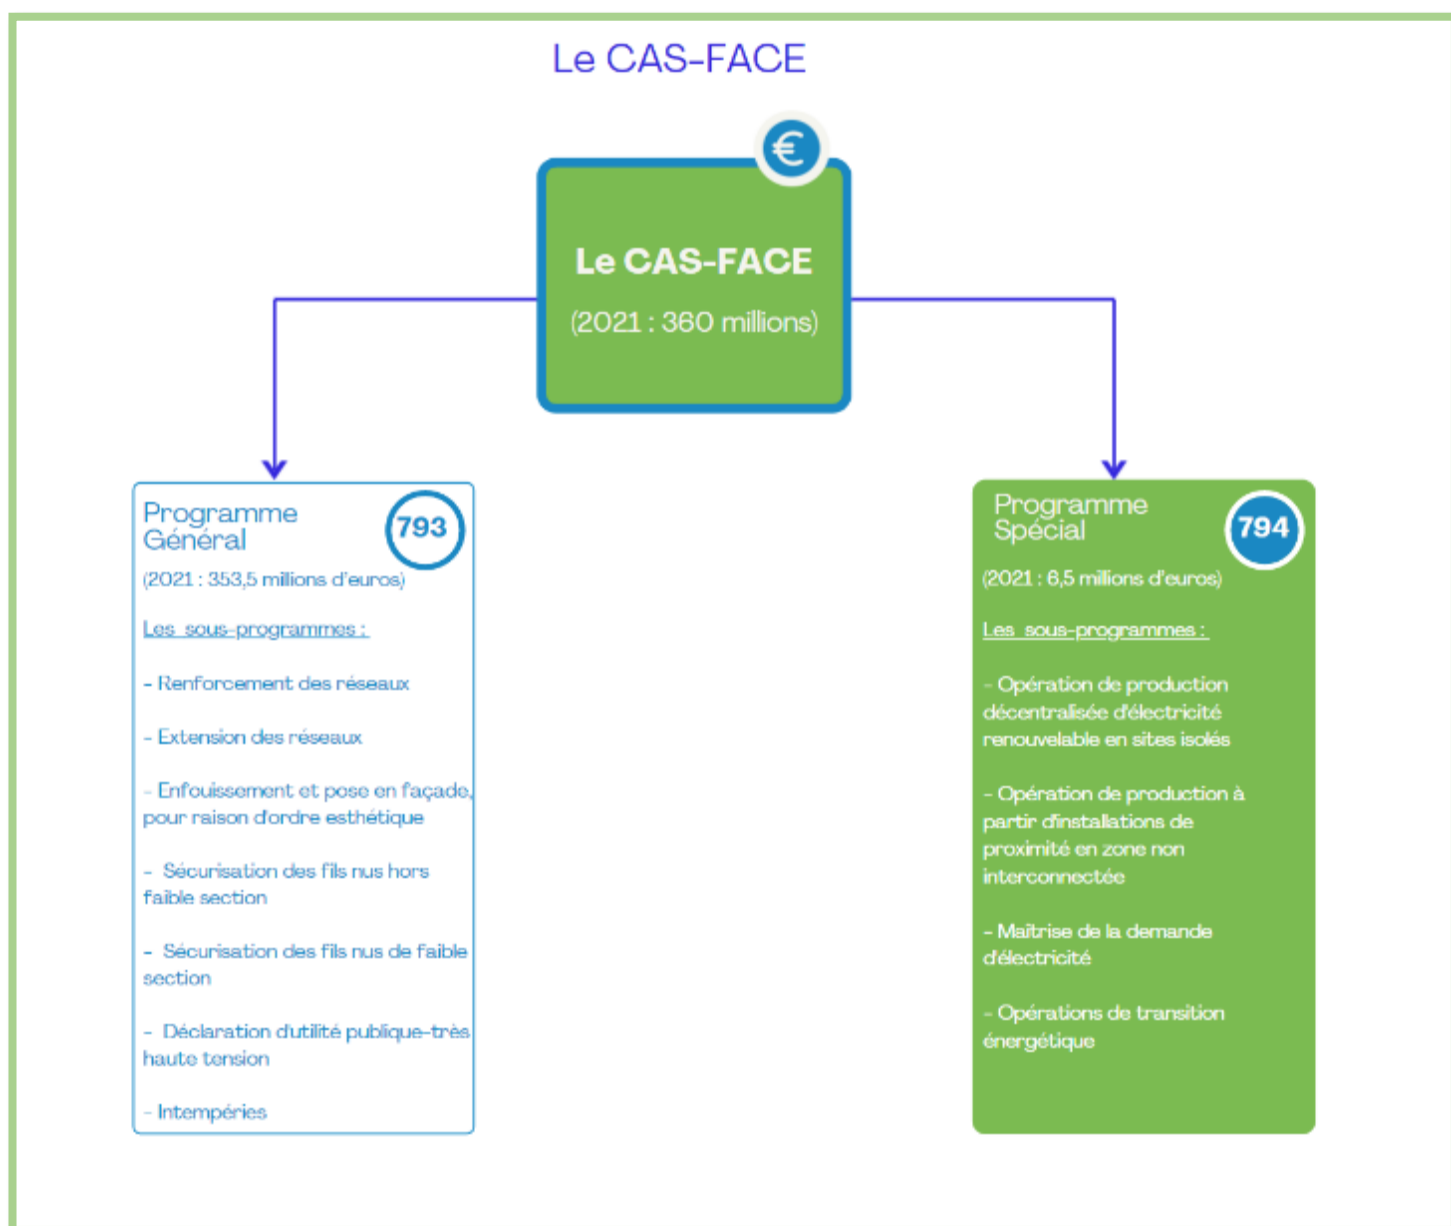 Le CAS-FACE
€
Le CAS-FACE
(2021 : 360 millions)
Programme
Général
793
(2021 : 353,5 millions d'euros)
Les sous-programmes :
- Renforcement des réseaux
- Extension des réseaux
- Enfouissement et pose en façade,
pour raison d'ordre esthétique
- Sécurisation des fils nus hors
faible section
- Sécurisation des fils nus de faible
section
- Déclaration d'utilité publique-très
haute tension
- Intempéries
Programme
Spécial
794
(2021 : 6,5 millions d'euros)
Les sous-programmes :
- Opération de production
décentralisée d'électricité
renouvelable en sites isolés
- Opération de production à
partir d'installations de
proximité en zone non
interconnectée
- Maîtrise de la demande
d'électricité
- Opérations de transition
énergétique